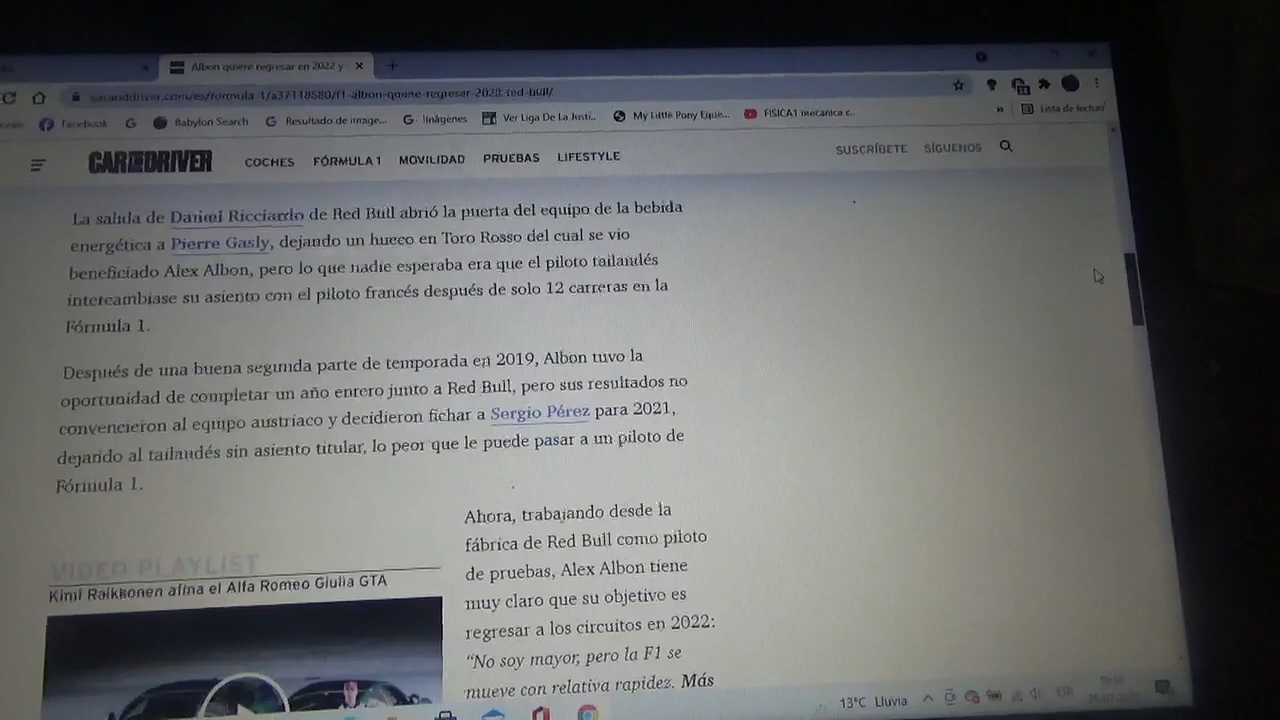 Albon quiere regresar en 2022 y
caranddriver.com/es/formula-1/a37118580/f1-albon-quiere-regresar-2022-red-bull/
Facebook
Babylon Search
Resultado de image...
Imágenes
Ver Liga De La Justi...
My Little Pony Eque...
FISICA1 mecanica c...
»
Lista de lectura
CAR AND DRIVER
COCHES
FÓRMULA 1
MOVILIDAD
PRUEBAS
LIFESTYLE
SUSCRÍBETE
SÍGUENOS
La salida de Daniel Ricciardo de Red Bull abrió la puerta del equipo de la bebida
energética a Pierre Gasly, dejando un hueco en Toro Rosso del cual se vio
beneficiado Alex Albon, pero lo que nadie esperaba era que el piloto tailandés
intercambiase su asiento con el piloto francés después de solo 12 carreras en la
Fórmula 1.
Después de una buena segunda parte de temporada en 2019, Albon tuvo la
oportunidad de completar un año enrero junto a Red Bull, pero sus resultados no
convencieron al equipo austriaco y decidieron fichar a Sergio Pérez para 2021,
dejando al tailandés sin asiento titular, lo peor que le puede pasar a un piloto de
Fórmula 1.
VIDEO PLAYLIST
Kimi Raikkonen afina el Alfa Romeo Giulia GTA
Ahora, trabajando desde la
fábrica de Red Bull como piloto
de pruebas, Alex Albon tiene
muy claro que su objetivo es
regresar a los circuitos en 2022:
“No soy mayor, pero la F1 se
mueve con relativa rapidez. Más
13°C Lluvia
ESP